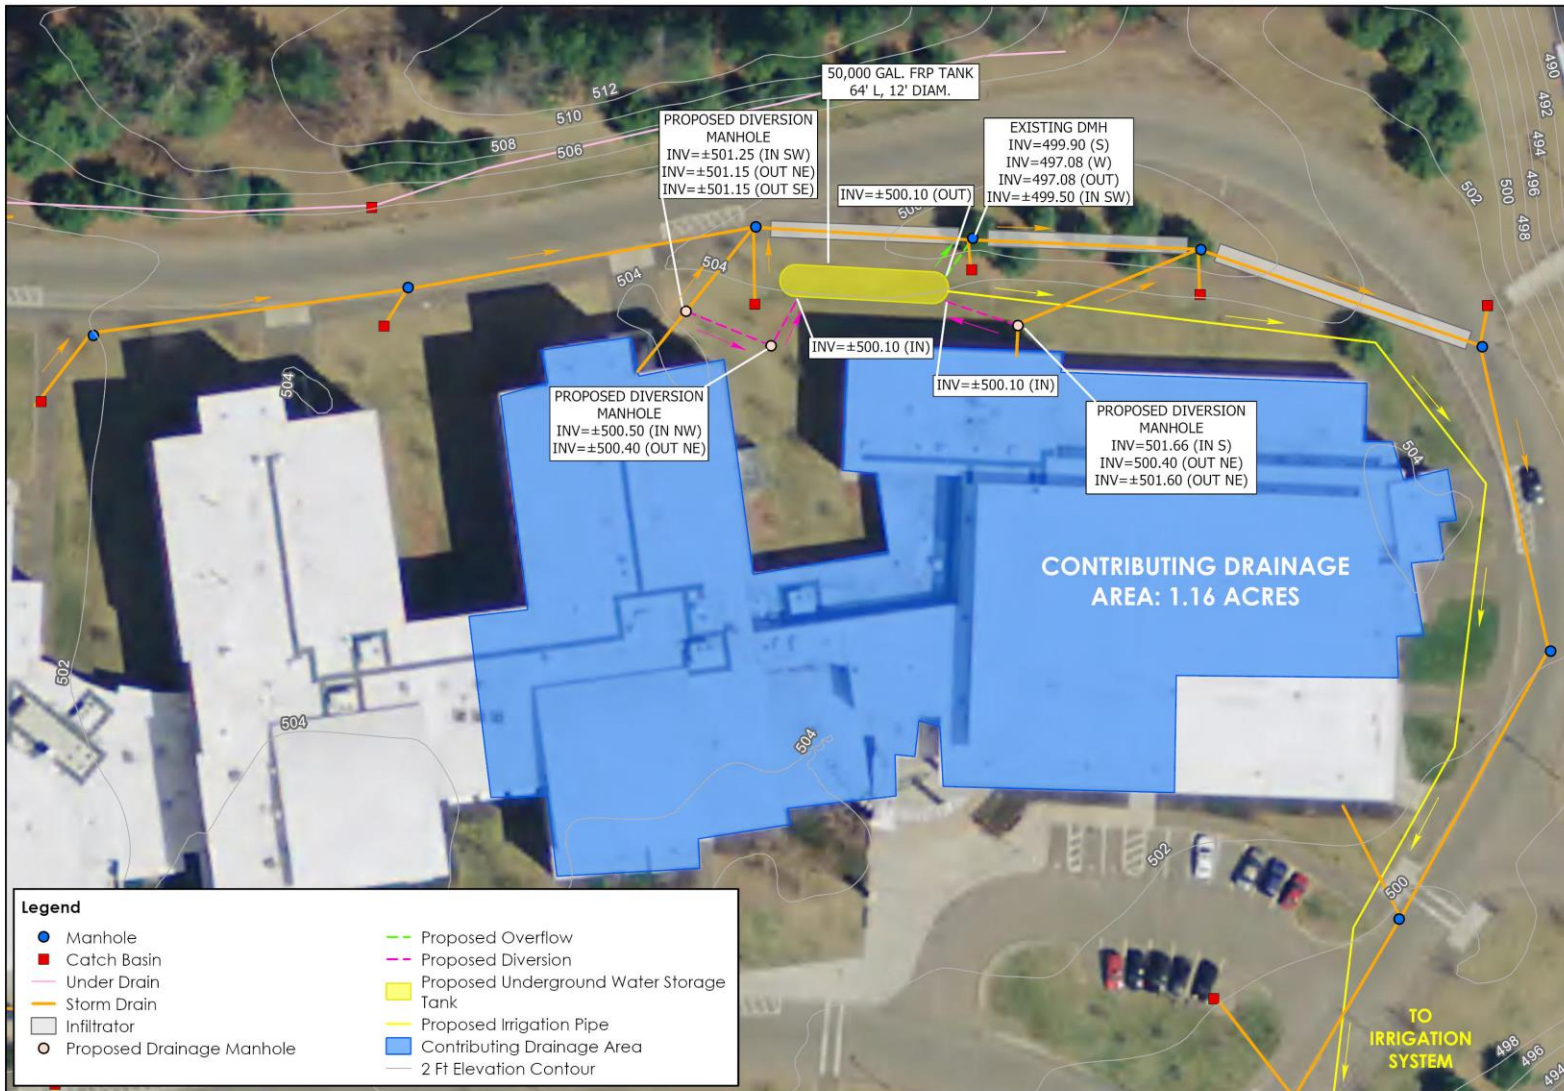 50,000 GAL. FRP TANK
64' L, 12' DIAM.
PROPOSED DIVERSION
MANHOLE
INV=±501.25 (IN SW)
INV=±501.15 (OUT NE)
INV=±501.15 (OUT SE)
EXISTING DMH
INV=499.90 (S)
INV=497.08 (W)
INV=497.08 (OUT)
INV=±499.50 (IN SW)
INV=±500.10 (OUT)
512
510
508
506
502
504
504
490
492
494
496
500
498
INV=±500.10 (IN)
INV=±500.10 (IN)
PROPOSED DIVERSION
MANHOLE
INV=±500.50 (IN NW)
INV=±500.40 (OUT NE)
PROPOSED DIVERSION
MANHOLE
INV=501.66 (IN S)
INV=500.40 (OUT NE)
INV=±501.60 (OUT NE)
504
504
CONTRIBUTING DRAINAGE
AREA: 1.16 ACRES
502
504
504
502
500
Legend
Manhole
Catch Basin
Under Drain
Storm Drain
Infiltrator
Proposed Drainage Manhole
Proposed Overflow
Proposed Diversion
Proposed Underground Water Storage
Tank
Proposed Irrigation Pipe
Contributing Drainage Area
2 Ft Elevation Contour
TO
IRRIGATION
SYSTEM
498
496
494